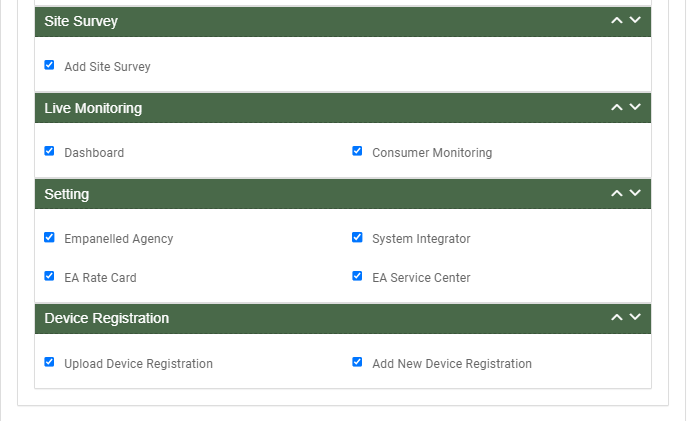 Site Survey
Add Site Survey
Live Monitoring
Dashboard Consumer Monitoring
Setting
Empanelled Agency System Integrator
EA Rate Card EA Service Center
Device Registration
Upload Device Registration Add New Device Registration